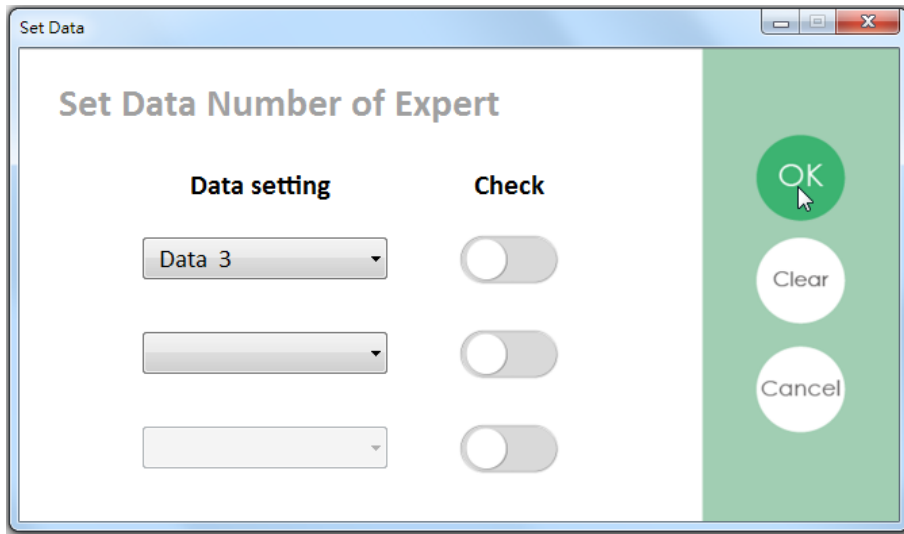 Set Data
Set Data Number of Expert
Data setting
Check
Data 3
OK
Clear
Cancel